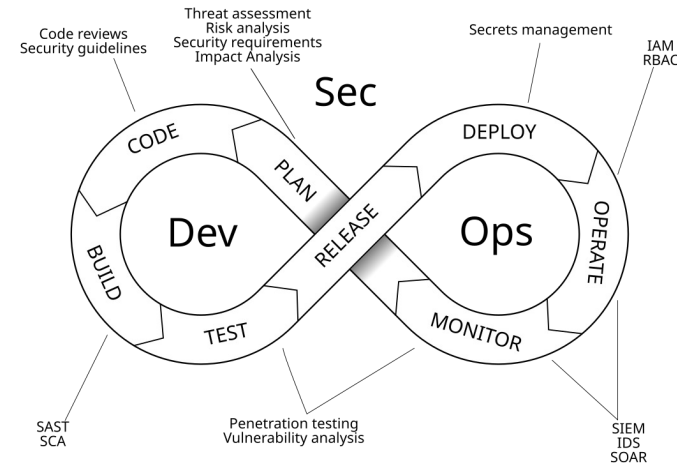 Threat assessment
Risk analysis
Security requirements
Impact Analysis
Code reviews
Security guidelines
Secrets management
IAM
RBAC
Sec
CODE
PLAN
DEPLOY
Dev
RELEASE
Ops
OPERATE
BUILD
TEST
MONITOR
SAST
SCA
Penetration testing
Vulnerability analysis
SIEM
IDS
SOAR